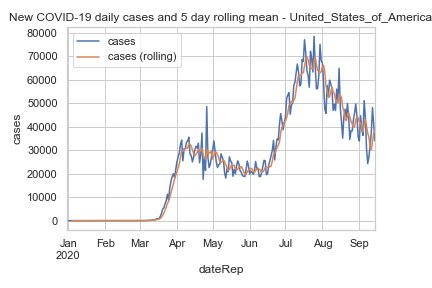 New COVID-19 daily cases and 5 day rolling mean - United_States_of_America
80000
70000
60000
50000
40000
30000
20000
10000
0
cases
cases
cases (rolling)
Jan Feb Mar Apr May Jun Jul Aug Sep
2020
dateRep